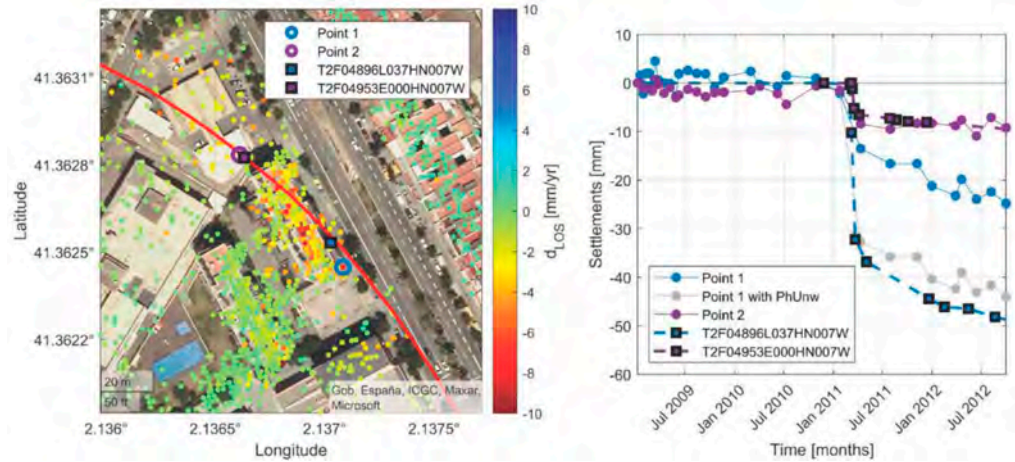 Point 1
Point 2
T2F04896L037HN007W
T2F04953E000HN007W
41.3631°
41.3628°
41.3625°
41.3622°
Latitude
20 m
50 ft
Gob. España, ICGC, Maxar,
Microsoft
2.136°
2.1365°
2.137°
2.1375°
Longitude
10
8
6
4
2
0
-2
-4
-6
-8
-10
d_LOS [mm/yr]
Settlements [mm]
0
-10
-20
-30
-40
-50
-60
Point 1
Point 1 with PhUnw
Point 2
T2F04896L037HN007W
T2F04953E000HN007W
Jul 2009
Jan 2010
Jul 2010
Jan 2011
Jul 2011
Jan 2012
Jul 2012
Time [months]